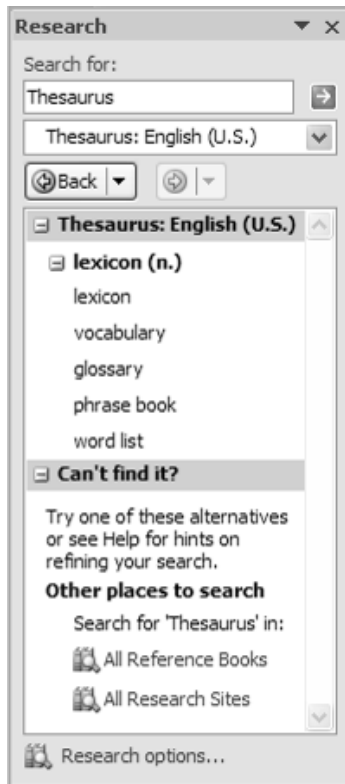 Research
Search for:
Thesaurus
Thesaurus: English (U.S.)
Back
Thesaurus: English (U.S.)
lexicon (n.)
lexicon
vocabulary
glossary
phrase book
word list
Can't find it?
Try one of these alternatives
or see Help for hints on
refining your search.
Other places to search
Search for 'Thesaurus' in:
All Reference Books
All Research Sites
Research options...